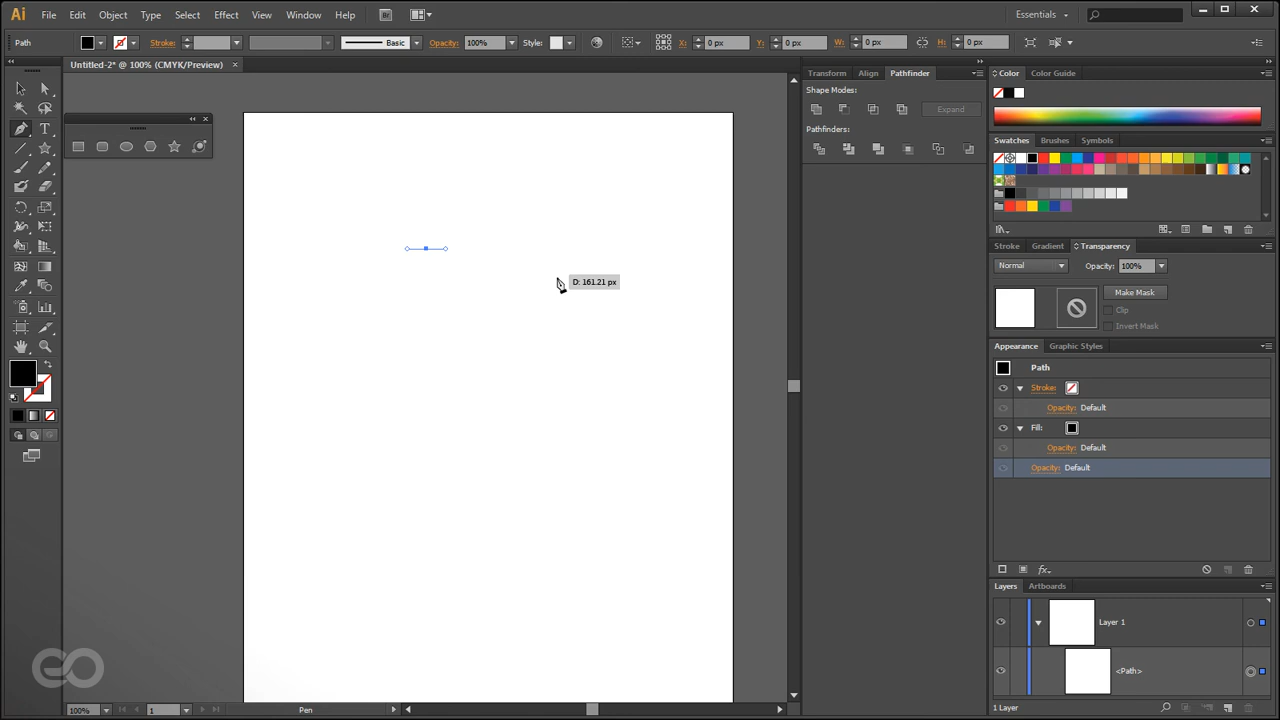 Ai File Edit Object Type Select Effect View Window Help Br Essentials
Path Stroke: Basic Opacity: 100% Style: X: 0 px Y: 0 px W: 0 px H: 0 px
Untitled-2* @ 100% (CMYK/Preview)
Transform Align Pathfinder
Shape Modes:
Expand
Pathfinders:
Color Color Guide
Swatches Brushes Symbols
Stroke Gradient Transparency
Normal Opacity: 100%
Make Mask
Clip
Invert Mask
Appearance Graphic Styles
Path
Stroke:
Opacity: Default
Fill:
Opacity: Default
Opacity: Default
Layers Artboards
Layer 1
<Path>
1 Layer
D: 161.21 px
T
100% 1 Pen